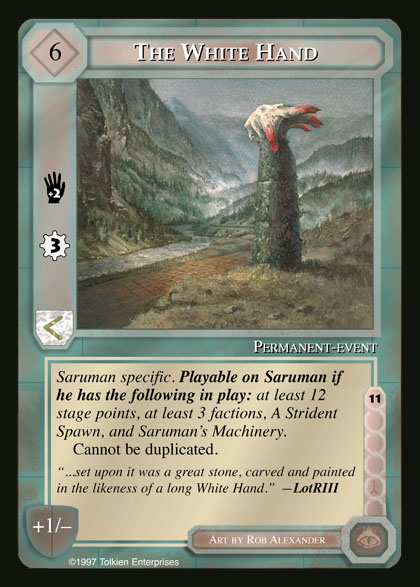 6
The White Hand
2
3
Permanent-event
Saruman specific. Playable on Saruman if
he has the following in play: at least 12
stage points, at least 3 factions, A Strident
Spawn, and Saruman's Machinery.
Cannot be duplicated.
"...set upon it was a great stone, carved and painted
in the likeness of a long White Hand." —LotRIII
11
+1/–
Art by Rob Alexander
©1997 Tolkien Enterprises